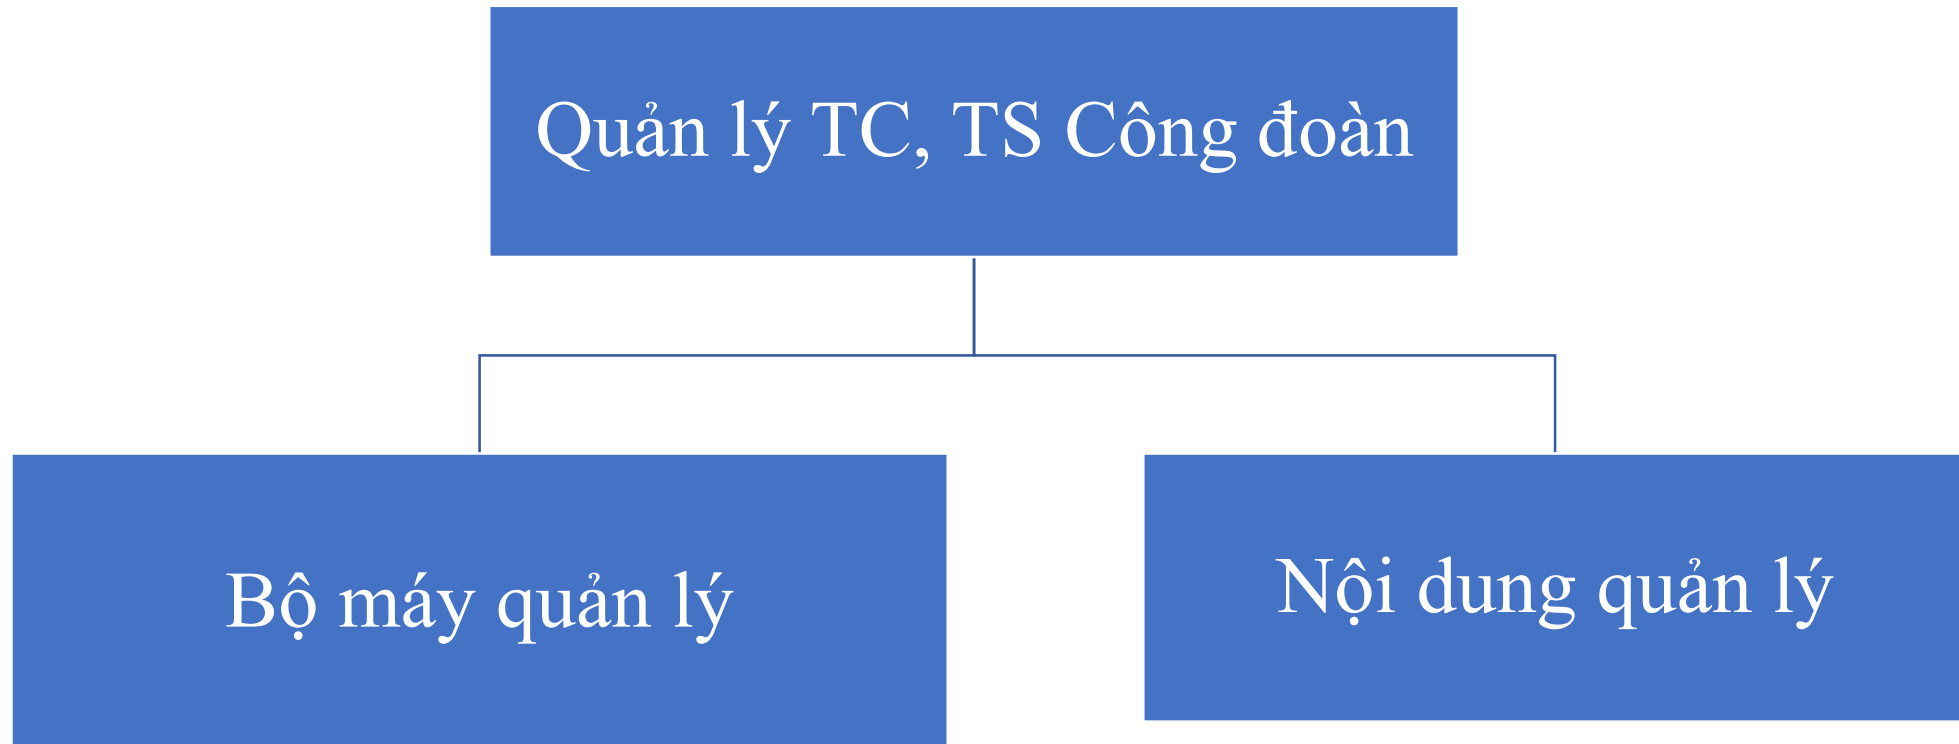 Quản lý TC, TS Công đoàn
Bộ máy quản lý
Nội dung quản lý